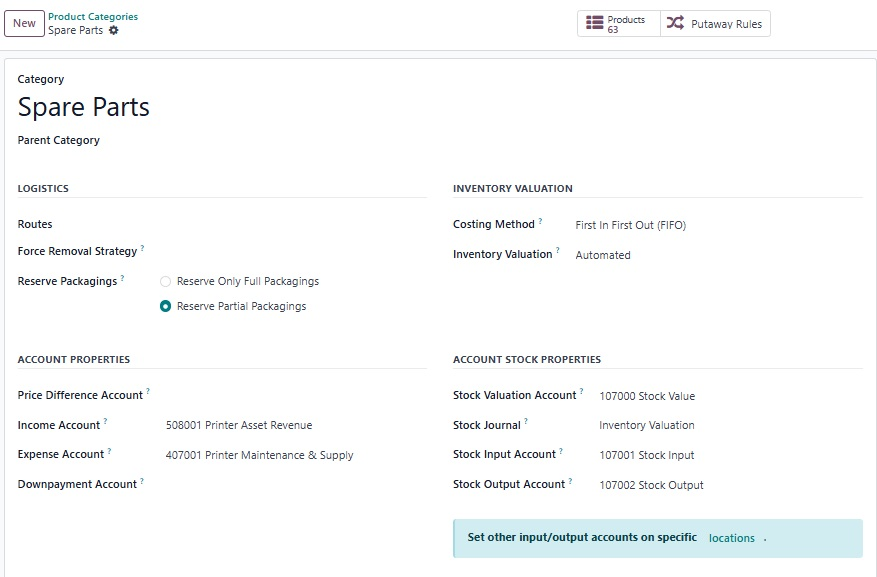 New
Product Categories
Spare Parts
Products
63
Putaway Rules
Category
Spare Parts
Parent Category
LOGISTICS
Routes
Force Removal Strategy ?
Reserve Packagings ?
Reserve Only Full Packagings
Reserve Partial Packagings
INVENTORY VALUATION
Costing Method ? First In First Out (FIFO)
Inventory Valuation ? Automated
ACCOUNT PROPERTIES
Price Difference Account ?
Income Account ? 508001 Printer Asset Revenue
Expense Account ? 407001 Printer Maintenance & Supply
Downpayment Account ?
ACCOUNT STOCK PROPERTIES
Stock Valuation Account ? 107000 Stock Value
Stock Journal ? Inventory Valuation
Stock Input Account ? 107001 Stock Input
Stock Output Account ? 107002 Stock Output
Set other input/output accounts on specific locations .